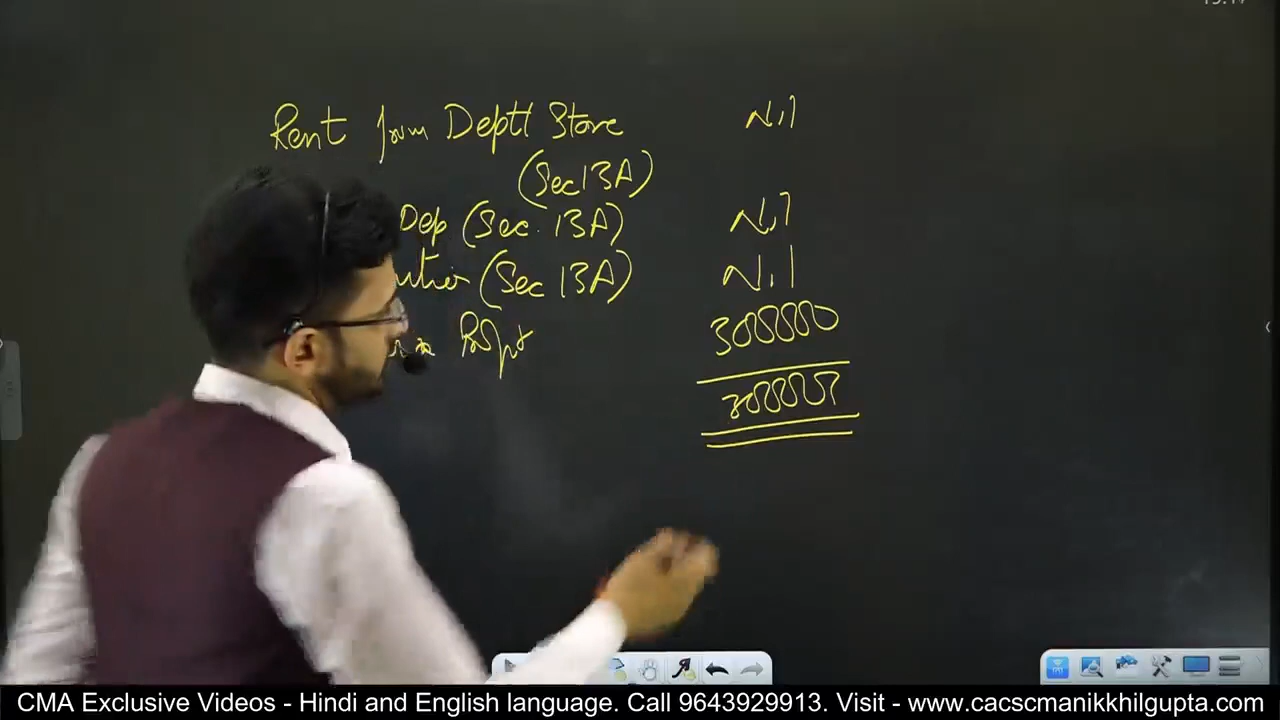 Rent from Deptl Store Nil
(Sec 13A)
Dep (Sec. 13A) Nil
(Sec 13A) Nil
300000
300000
CMA Exclusive Videos - Hindi and English language. Call 9643929913. Visit - www.cacscmanikkhilgupta.com